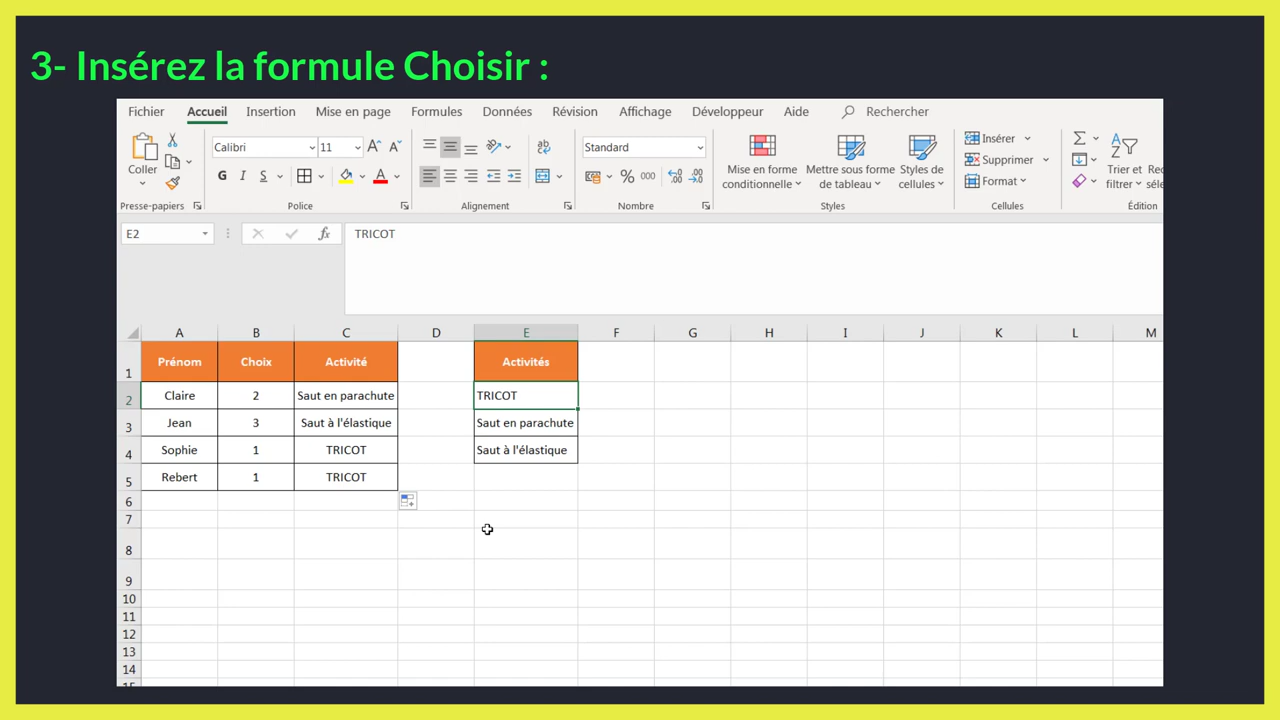 3- Insérez la formule Choisir :
Fichier Accueil Insertion Mise en page Formules Données Révision Affichage Développeur Aide Rechercher
Coller
Calibri 11
G I S
Standard
% 000
Mise en forme conditionnelle
Mettre sous forme de tableau
Styles de cellules
Insérer
Supprimer
Format
Trier et filtrer
Presse-papiers Police Alignement Nombre Styles Cellules Édition
E2 fx TRICOT
A B C D E F G H I J K L M
1 Prénom Choix Activité Activités
2 Claire 2 Saut en parachute TRICOT
3 Jean 3 Saut à l'élastique Saut en parachute
4 Sophie 1 TRICOT Saut à l'élastique
5 Rebert 1 TRICOT
6
7
8
9
10
11
12
13
14